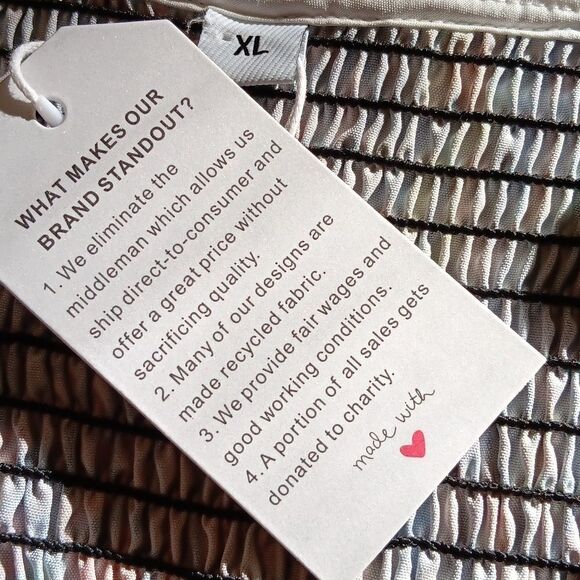 XL
WHAT MAKES OUR
BRAND STANDOUT?
1. We eliminate the
middleman which allows us
ship direct-to-consumer and
offer a great price without
sacrificing quality.
2. Many of our designs are
made recycled fabric.
3. We provide fair wages and
good working conditions.
4. A portion of all sales gets
donated to charity.
made with